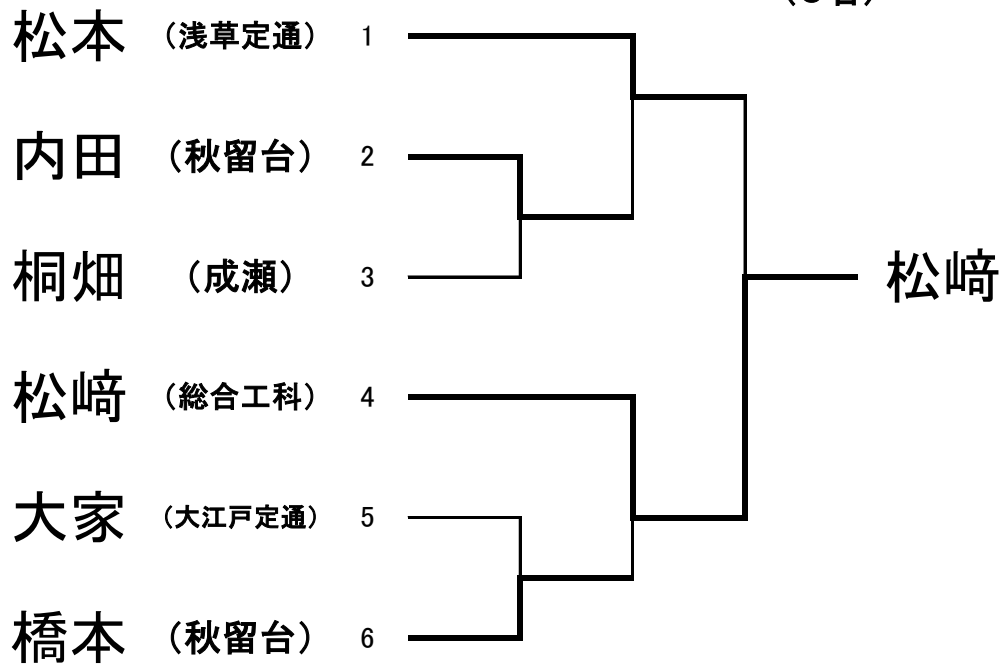 松本 （浅草定通） 1
内田 （秋留台） 2
桐畑 （成瀬） 3
松﨑
松﨑 （総合工科） 4
大家 （大江戸定通） 5
橋本 （秋留台） 6